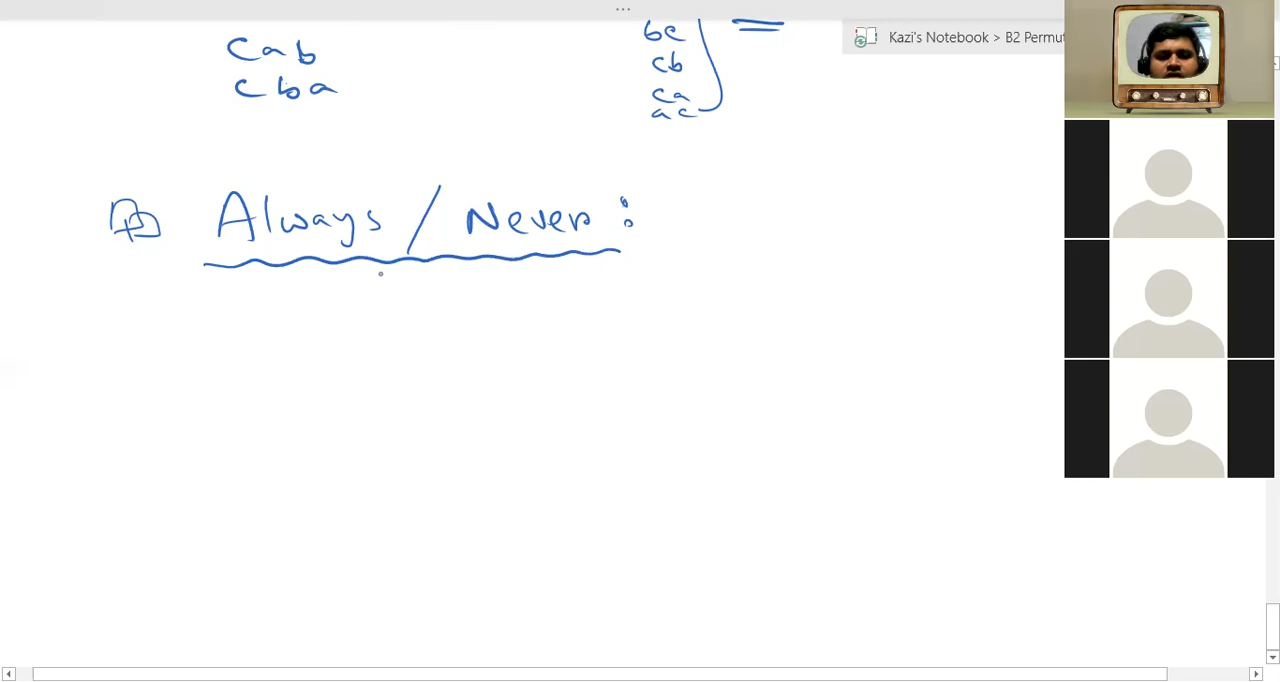 bc
Kazi's Notebook > B2 Permut
cab
cb
cba
ca
ac
Always / Never :